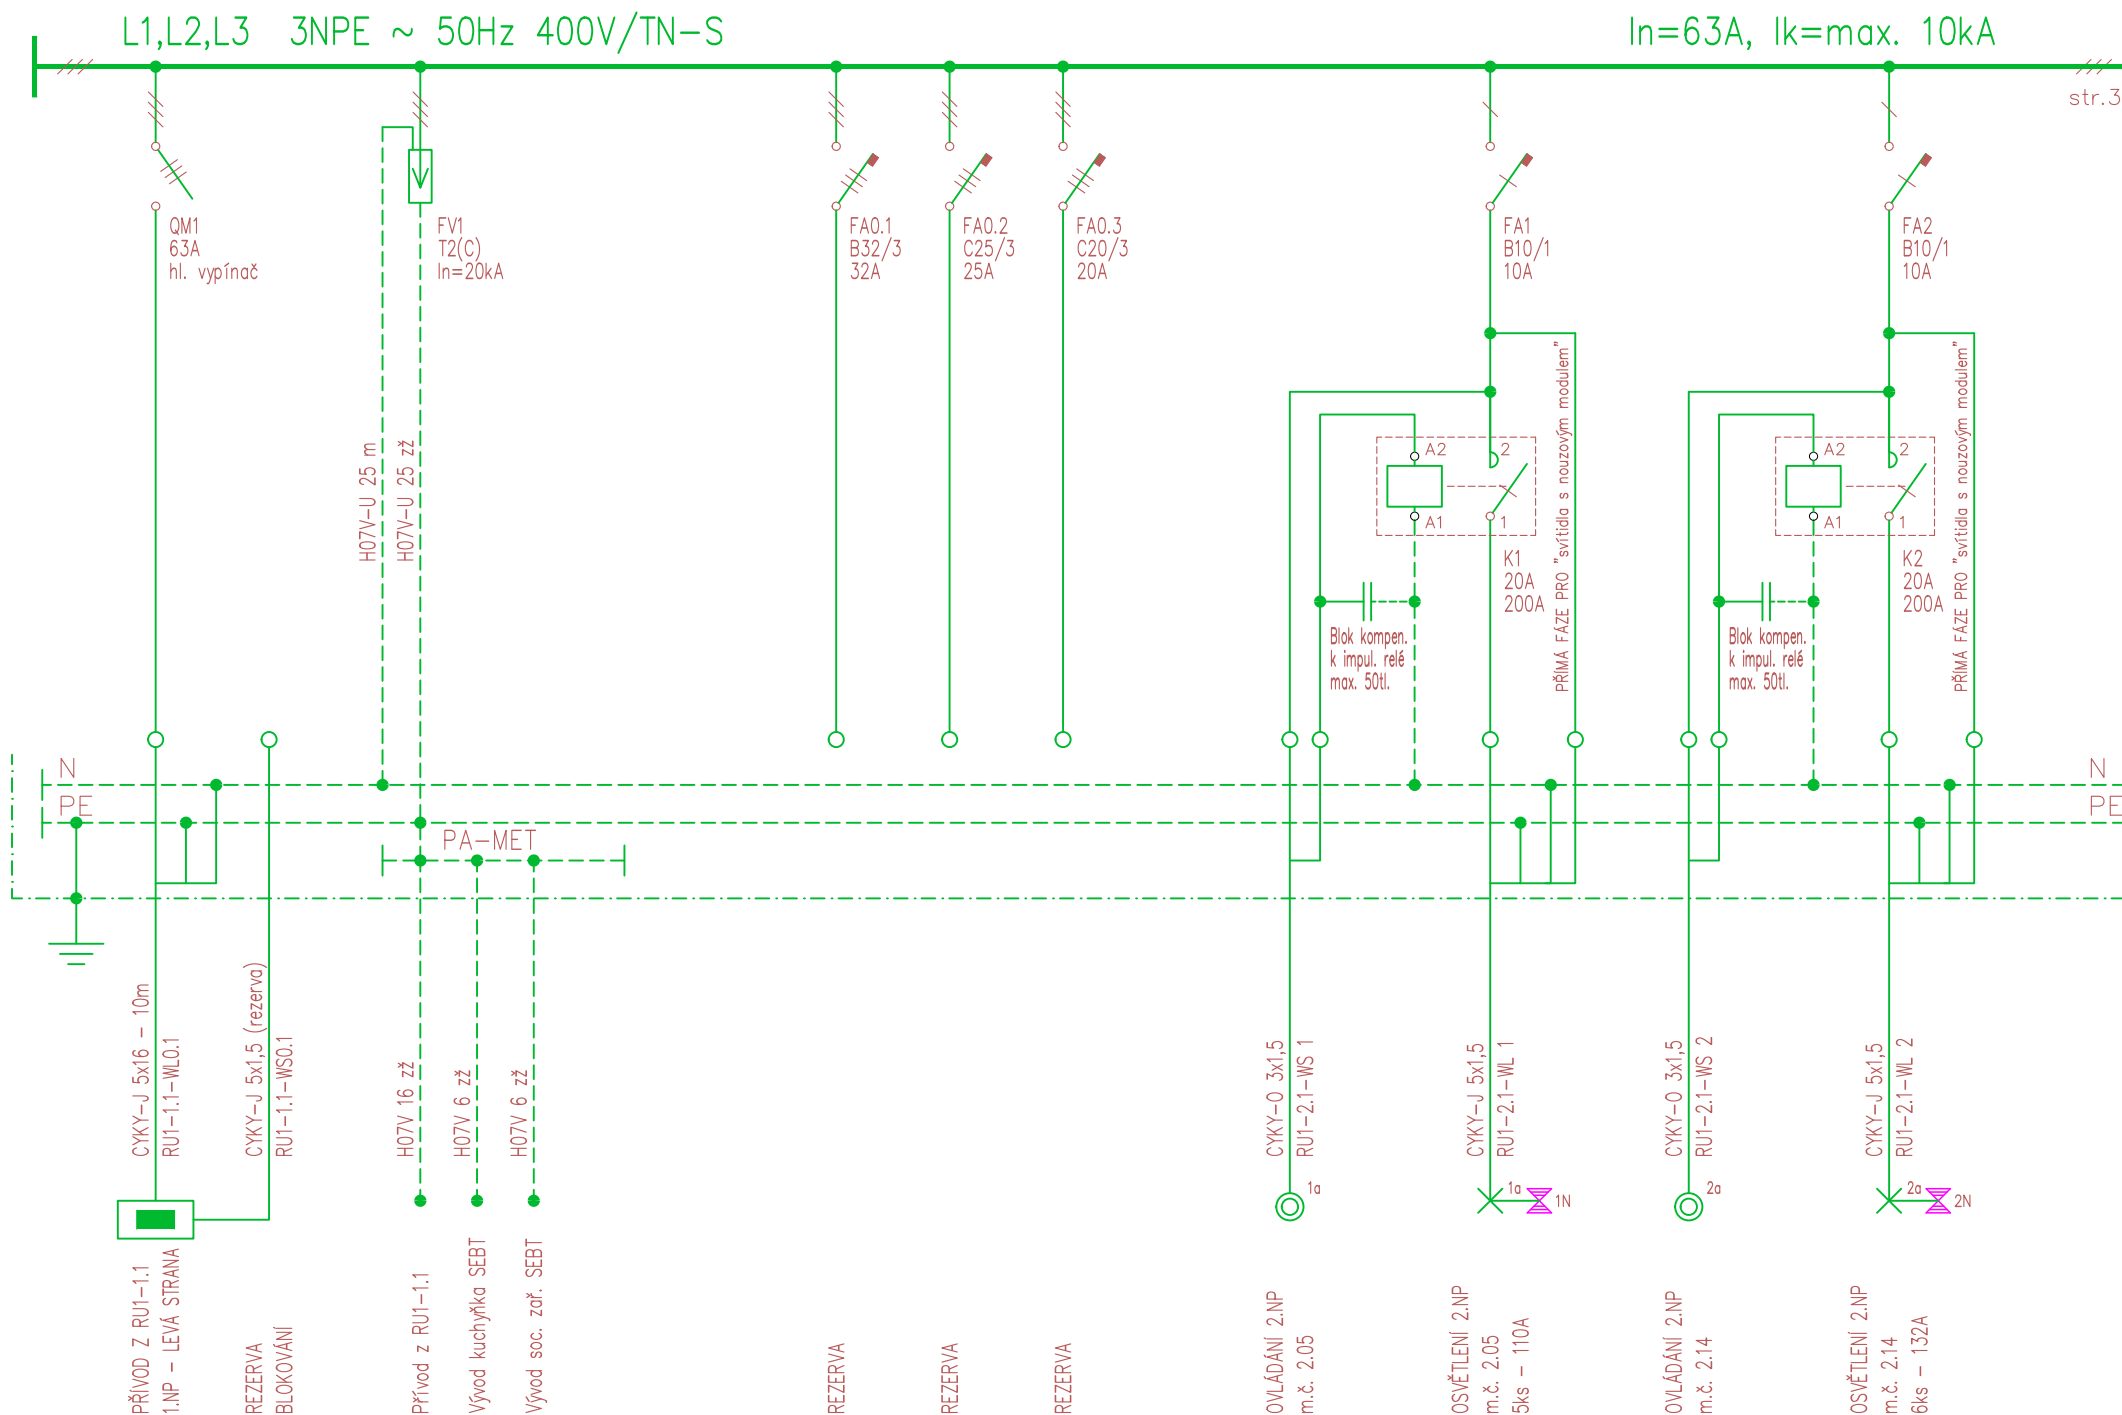 L1,L2,L3 3NPE ~ 50Hz 400V/TN-S
In=63A, Ik=max. 10kA
str.3
QM1
63A
hl. vypínač
FV1
T2(C)
In=20kA
FA0.1
B32/3
32A
FA0.2
C25/3
25A
FA0.3
C20/3
20A
FA1
B10/1
10A
FA2
B10/1
10A
H07V-U 25 m
H07V-U 25 zž
A2
2
A1
1
K1
20A
200A
Blok kompen.
k impul. relé
max. 50tl.
PŘÍMÁ FÁZE PRO "svítidla s nouzovým modulem"
A2
2
A1
1
K2
20A
200A
Blok kompen.
k impul. relé
max. 50tl.
PŘÍMÁ FÁZE PRO "svítidla s nouzovým modulem"
N
PE
N
PE
PA-MET
CYKY-J 5x16 - 10m
RU1-1.1-WL0.1
CYKY-J 5x1,5 (rezerva)
RU1-1.1-WS0.1
H07V 16 zž
H07V 6 zž
H07V 6 zž
CYKY-O 3x1,5
RU1-2.1-WS 1
CYKY-J 5x1,5
RU1-2.1-WL 1
CYKY-O 3x1,5
RU1-2.1-WS 2
CYKY-J 5x1,5
RU1-2.1-WL 2
1a
1a
1N
2a
2a
2N
PŘÍVOD Z RU1-1.1
1.NP - LEVÁ STRANA
REZERVA
BLOKOVÁNÍ
Přívod z RU1-1.1
Vývod kuchyňka SEBT
Vývod soc. zař. SEBT
REZERVA
REZERVA
REZERVA
OVLÁDÁNÍ 2.NP
m.č. 2.05
OSVĚTLENÍ 2.NP
m.č. 2.05
5ks - 110A
OVLÁDÁNÍ 2.NP
m.č. 2.14
OSVĚTLENÍ 2.NP
m.č. 2.14
6ks - 132A